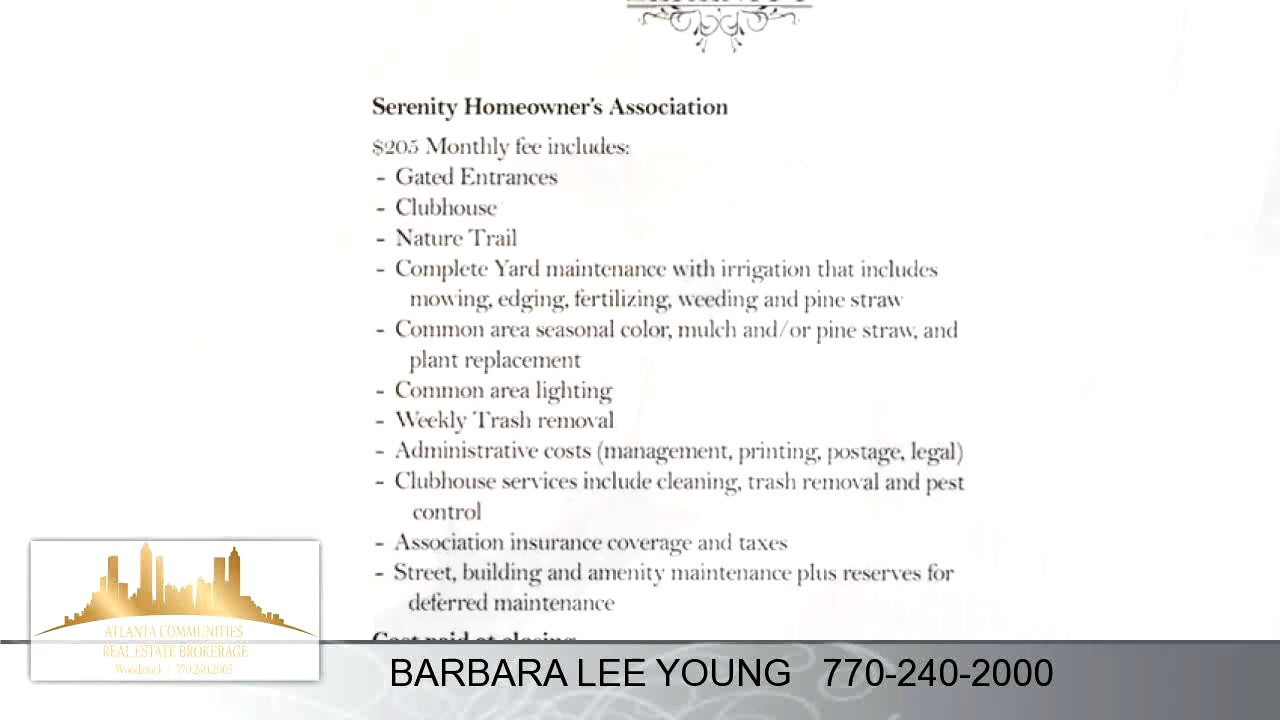 Serenity Homeowner's Association
$205 Monthly fee includes:
- Gated Entrances
- Clubhouse
- Nature Trail
- Complete Yard maintenance with irrigation that includes
mowing, edging, fertilizing, weeding and pine straw
- Common area seasonal color, mulch and/or pine straw, and
plant replacement
- Common area lighting
- Weekly Trash removal
- Administrative costs (management, printing, postage, legal)
- Clubhouse services include cleaning, trash removal and pest
control
- Association insurance coverage and taxes
- Street, building and amenity maintenance plus reserves for
deferred maintenance
Cost paid at closing
ATLANTA COMMUNITIES
REAL ESTATE BROKERAGE
Woodstock | 770.240.2005
BARBARA LEE YOUNG 770-240-2000